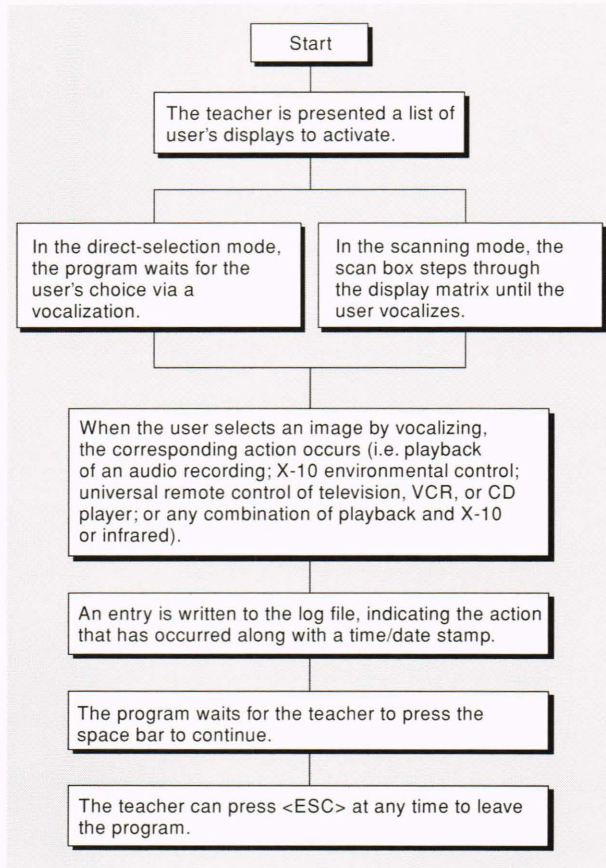 Start
The teacher is presented a list of
user's displays to activate.
In the direct-selection mode,
the program waits for the
user's choice via a
vocalization.
In the scanning mode, the
scan box steps through
the display matrix until the
user vocalizes.
When the user selects an image by vocalizing,
the corresponding action occurs (i.e. playback
of an audio recording; X-10 environmental control;
universal remote control of television, VCR, or CD
player; or any combination of playback and X-10
or infrared).
An entry is written to the log file, indicating the action
that has occurred along with a time/date stamp.
The program waits for the teacher to press the
space bar to continue.
The teacher can press <ESC> at any time to leave
the program.